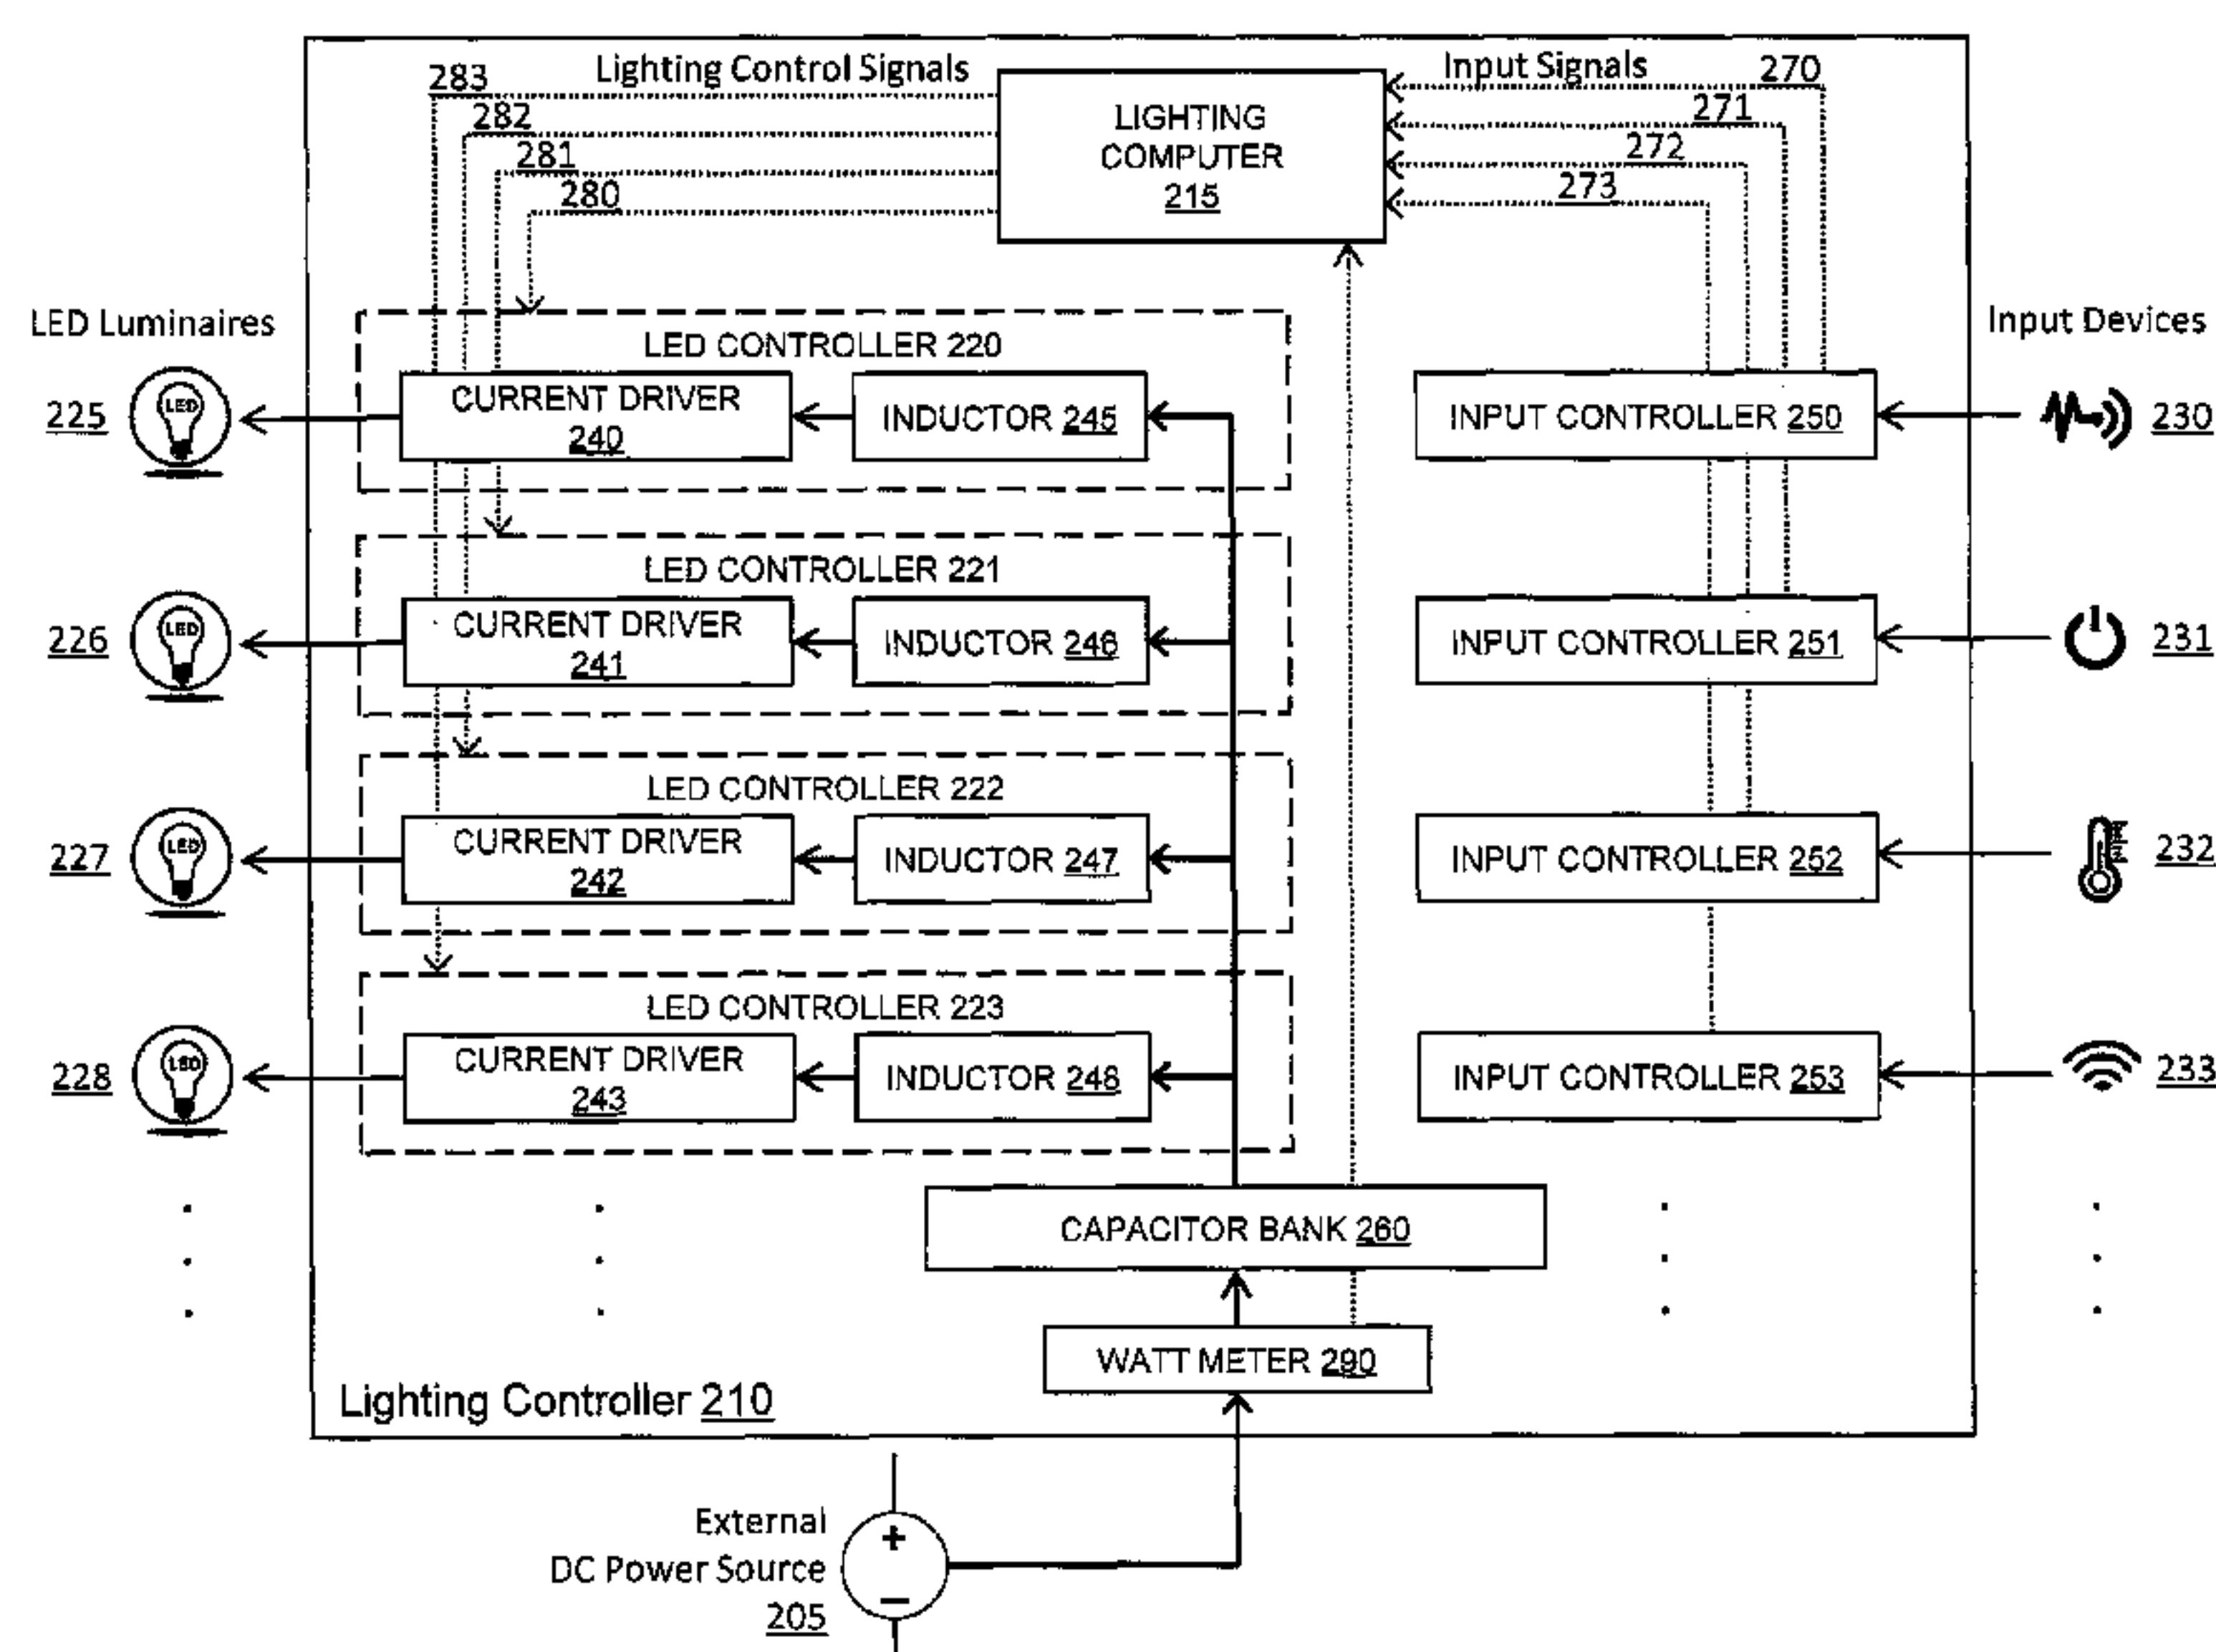 283
Lighting Control Signals
Input Signals
270
282
271
281
272
280
273
LIGHTING
COMPUTER
215
LED Luminaires
Input Devices
LED CONTROLLER 220
225
LED
CURRENT DRIVER
240
INDUCTOR 245
INPUT CONTROLLER 250
230
LED CONTROLLER 221
226
LED
CURRENT DRIVER
241
INDUCTOR 246
INPUT CONTROLLER 251
231
LED CONTROLLER 222
227
LED
CURRENT DRIVER
242
INDUCTOR 247
INPUT CONTROLLER 252
232
LED CONTROLLER 223
228
LED
CURRENT DRIVER
243
INDUCTOR 248
INPUT CONTROLLER 253
233
CAPACITOR BANK 260
WATT METER 290
Lighting Controller 210
External
DC Power Source
205
+
−